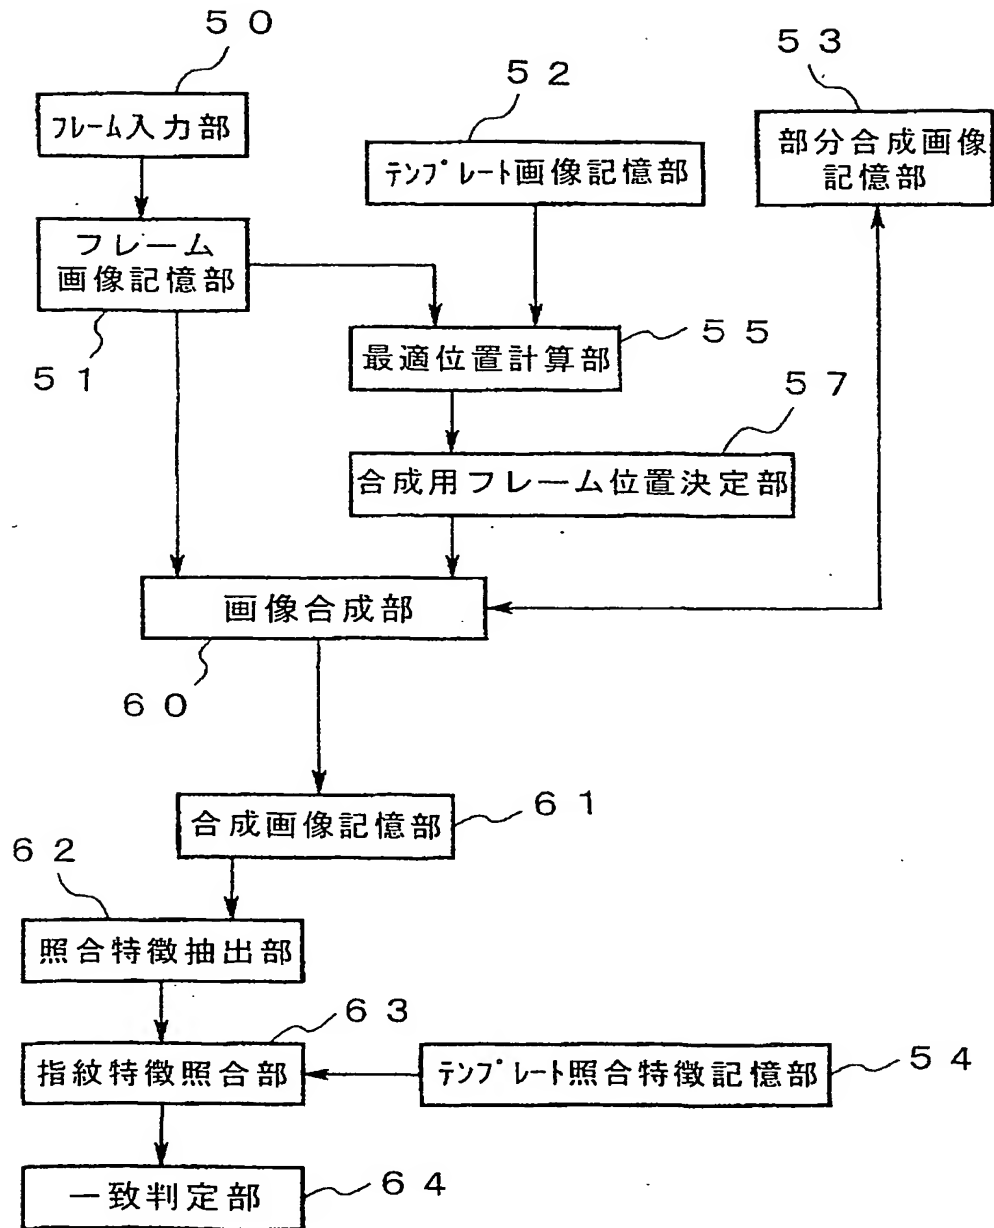 ５０
フレーム入力部
５２
テンプレート画像記憶部
５３
部分合成画像
記憶部
フレーム
画像記憶部
５１
最適位置計算部
５５
合成用フレーム位置決定部
５７
画像合成部
６０
合成画像記憶部
６１
６２
照合特徴抽出部
指紋特徴照合部
６３
テンプレート照合特徴記憶部
５４
一致判定部
６４